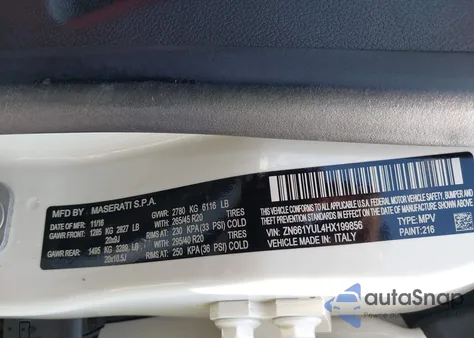 MFD BY MASERATI S.P.A.
DATE OF MFR: 11/16 GVWR: 2780 KG 6116 LB
GAWR FRONT: 1285 KG 2827 LB 265/45 R20 TIRES
20x9J RIMS AT: 230 KPA(33 PSI) COLD
GAWR REAR: 1495 KG 3289 LB 295/40 R20 TIRES
20x10.5J RIMS AT: 250 KPA(36 PSI) COLD
THIS VEHICLE CONFORMS TO ALL APPLICABLE
FEDERAL MOTOR VEHICLE SAFETY, BUMPER, AND
THEFT PREVENTION STANDARDS IN EFFECT ON THE
DATE OF MANUFACTURE SHOWN ABOVE.
VIN: ZN661YUL4HX199856 TYPE: MPV
VEHICLE MADE IN: ITALY PAINT: 216
autoSnap